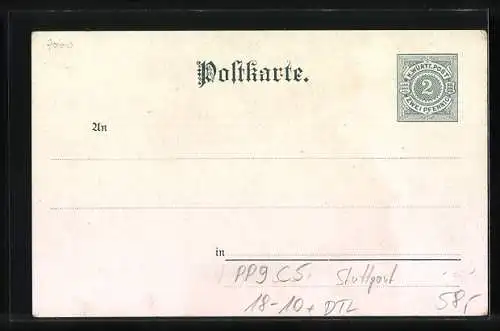 Postkarte.
K.WÜRTT.POST
2
ZWEI PFENNIG
An
in
PP9 C5 Stuttgart
18-10 + DTL 58,-